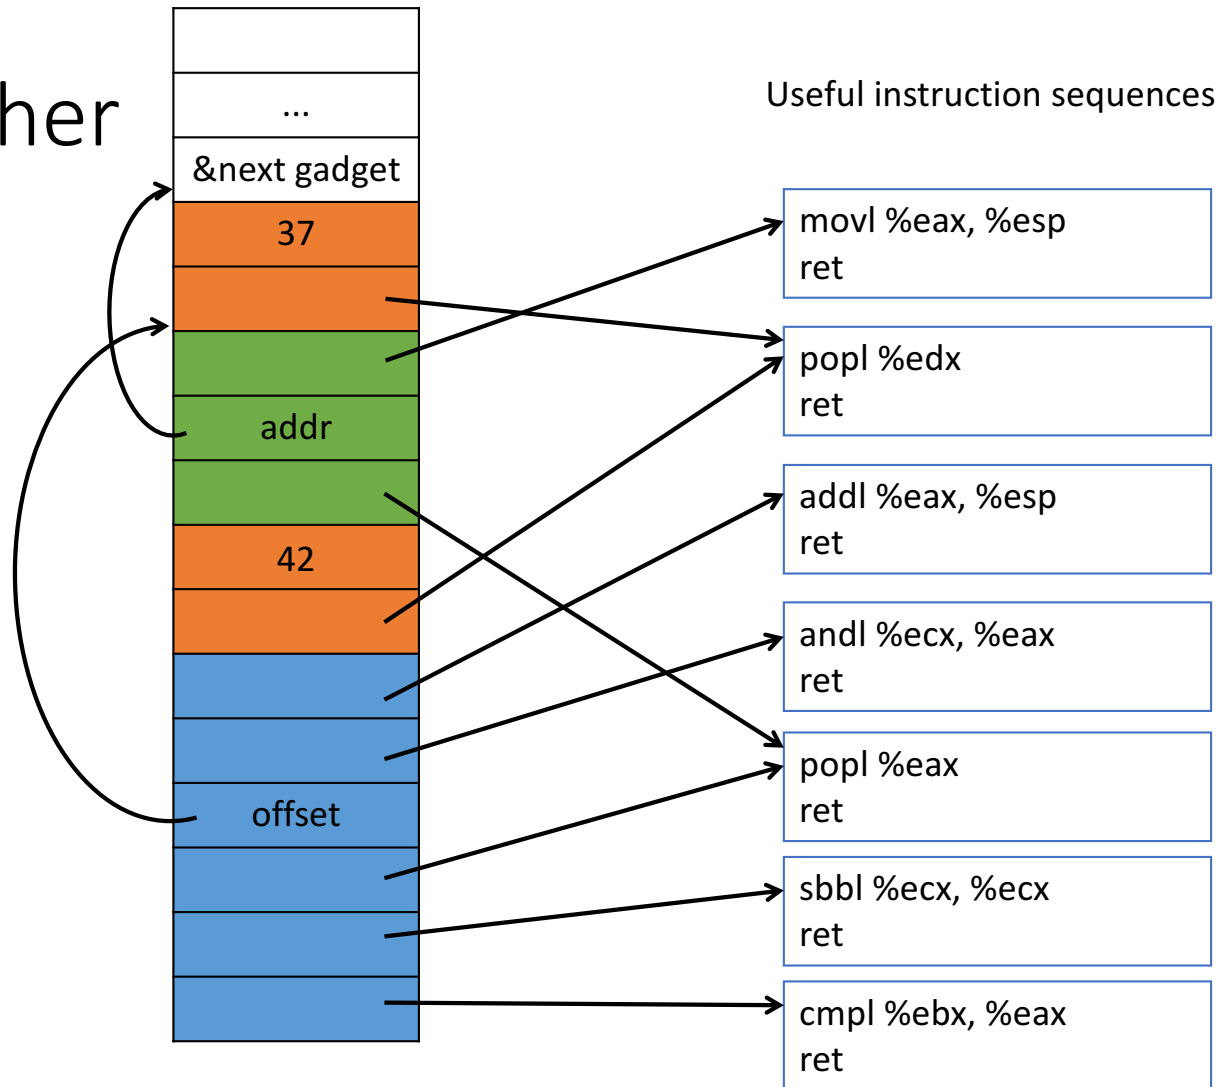 her
...
&next gadget
37
addr
42
offset
Useful instruction sequences
movl %eax, %esp
ret
popl %edx
ret
addl %eax, %esp
ret
andl %ecx, %eax
ret
popl %eax
ret
sbbl %ecx, %ecx
ret
cmpl %ebx, %eax
ret